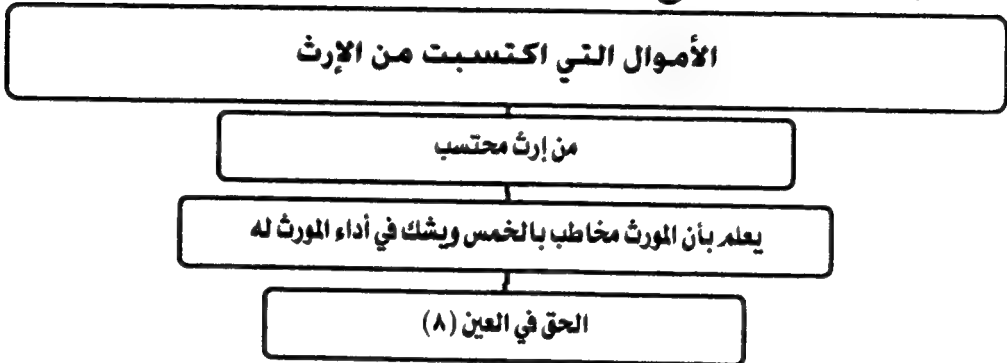 الأموال التي اكتسبت من الإرث
من إرث محتسب
يعلم بأن المورث مخاطب بالخمس ويشك في أداء المورث له
الحق في العين (٨)